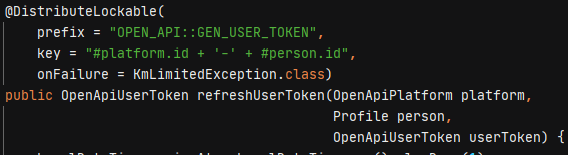 @DistributeLockable(
prefix = "OPEN_API::GEN_USER_TOKEN",
key = "#platform.id + '-' + #person.id",
onFailure = KmLimitedException.class)
public OpenApiUserToken refreshUserToken(OpenApiPlatform platform,
Profile person,
OpenApiUserToken userToken) {